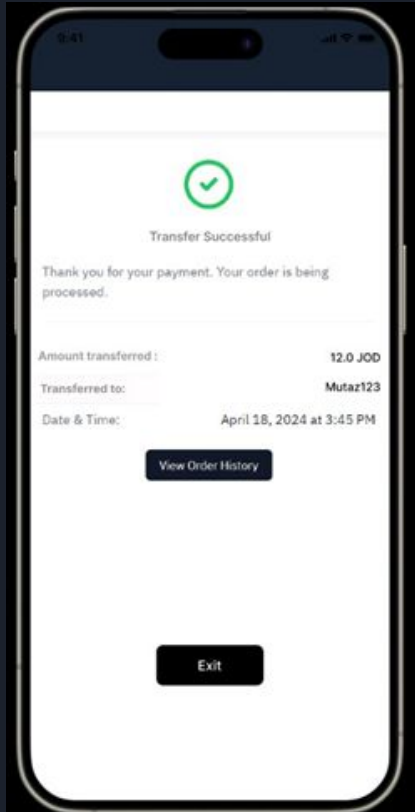 9:41
Transfer Successful
Thank you for your payment. Your order is being
processed.
Amount transferred : 12.0 JOD
Transferred to: Mutaz123
Date & Time: April 18, 2024 at 3:45 PM
View Order History
Exit